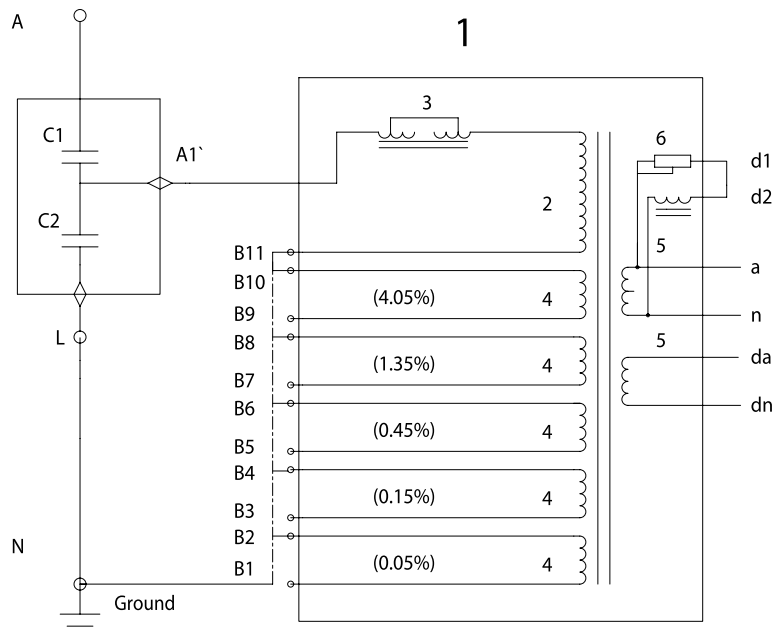 A
1
C1
A1`
C2
L
N
Ground
3
2
6
d1
d2
5
a
n
5
da
dn
B11
B10
(4.05%)
4
B9
B8
(1.35%)
4
B7
B6
(0.45%)
4
B5
B4
(0.15%)
4
B3
B2
(0.05%)
4
B1